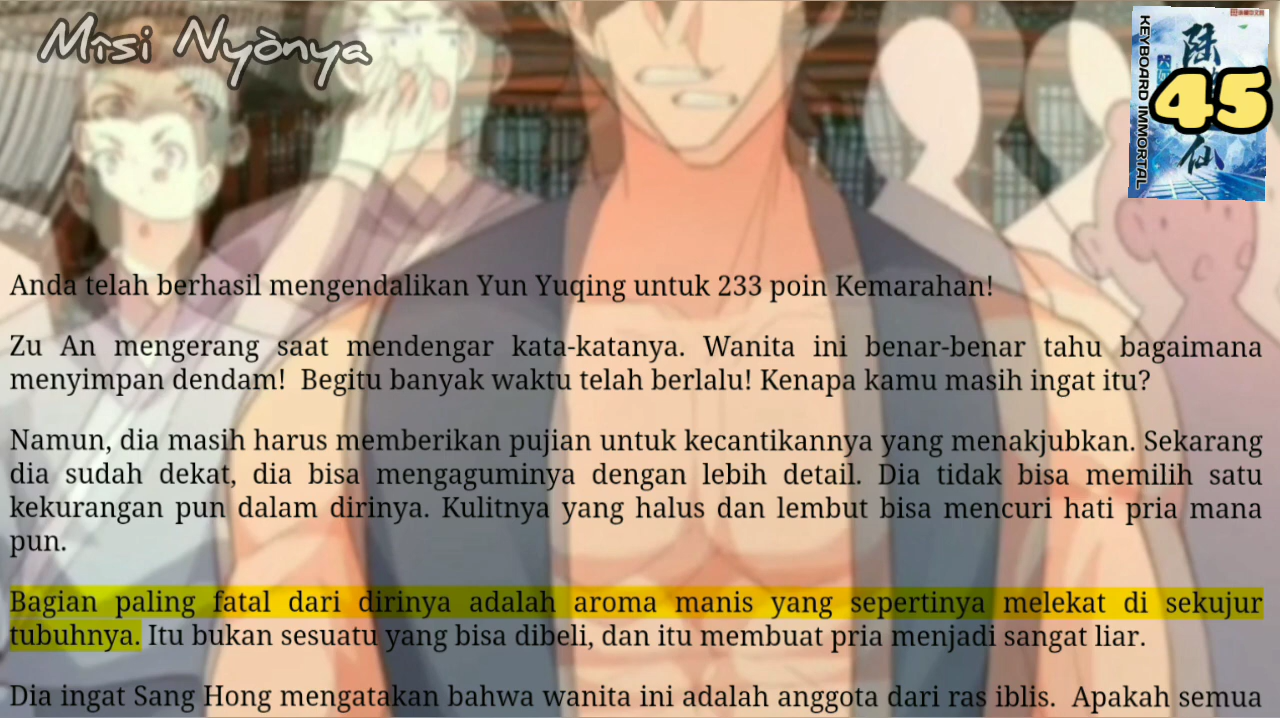 Mîsi Nyònya
KEYBOARD IMMORTAL
45
仙
Anda telah berhasil mengendalikan Yun Yuqing untuk 233 poin Kemarahan!
Zu An mengerang saat mendengar kata-katanya. Wanita ini benar-benar tahu bagaimana
menyimpan dendam! Begitu banyak waktu telah berlalu! Kenapa kamu masih ingat itu?
Namun, dia masih harus memberikan pujian untuk kecantikannya yang menakjubkan. Sekarang
dia sudah dekat, dia bisa mengaguminya dengan lebih detail. Dia tidak bisa memilih satu
kekurangan pun dalam dirinya. Kulitnya yang halus dan lembut bisa mencuri hati pria mana
pun.
Bagian paling fatal dari dirinya adalah aroma manis yang sepertinya melekat di sekujur
tubuhnya. Itu bukan sesuatu yang bisa dibeli, dan itu membuat pria menjadi sangat liar.
Dia ingat Sang Hong mengatakan bahwa wanita ini adalah anggota dari ras iblis. Apakah semua